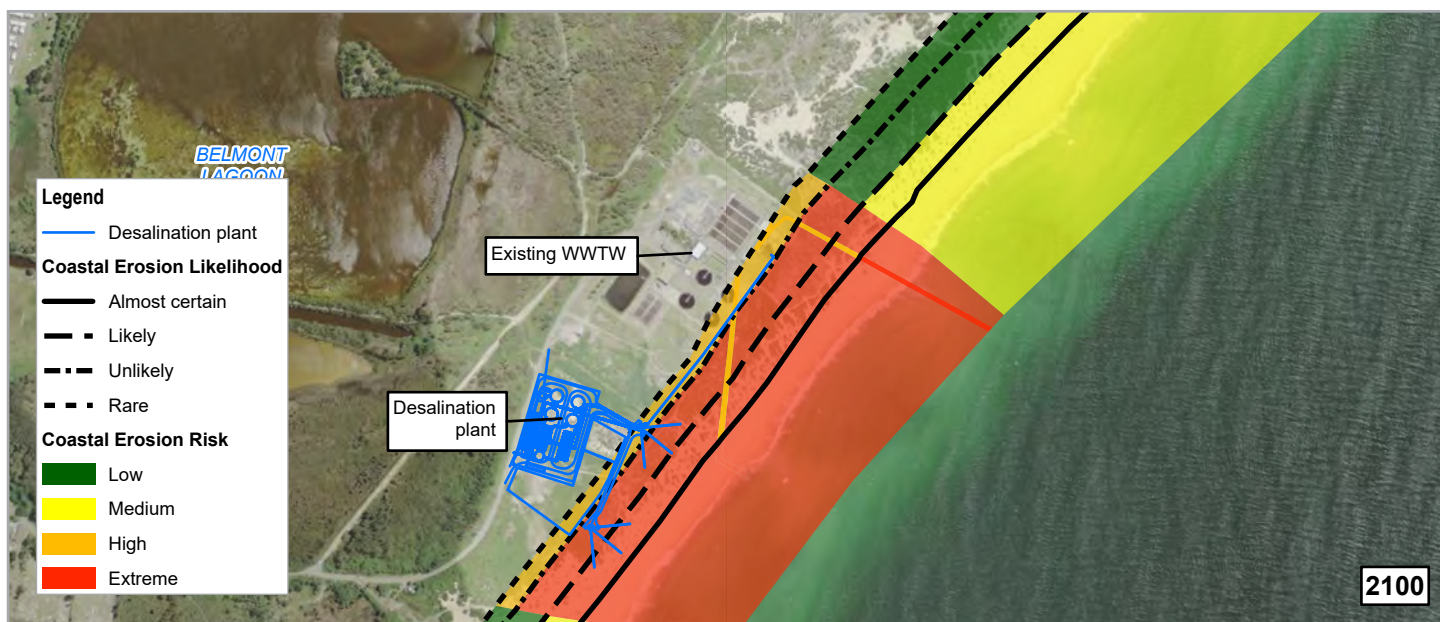 BELMONT
LAGOON
Legend
Desalination plant
Coastal Erosion Likelihood
Almost certain
Likely
Unlikely
Rare
Coastal Erosion Risk
Low
Medium
High
Extreme
Existing WWTW
Desalination
plant
2100